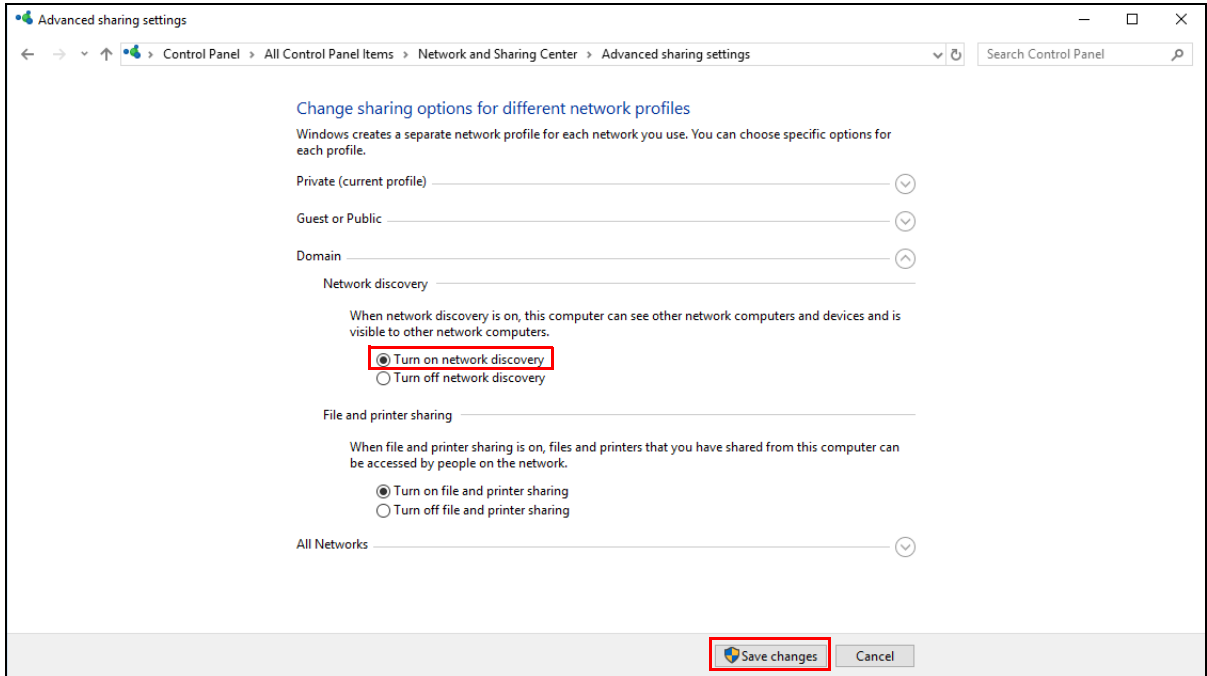 Advanced sharing settings
Control Panel > All Control Panel Items > Network and Sharing Center > Advanced sharing settings
Search Control Panel
Change sharing options for different network profiles
Windows creates a separate network profile for each network you use. You can choose specific options for
each profile.
Private (current profile)
Guest or Public
Domain
Network discovery
When network discovery is on, this computer can see other network computers and devices and is
visible to other network computers.
Turn on network discovery
Turn off network discovery
File and printer sharing
When file and printer sharing is on, files and printers that you have shared from this computer can
be accessed by people on the network.
Turn on file and printer sharing
Turn off file and printer sharing
All Networks
Save changes
Cancel